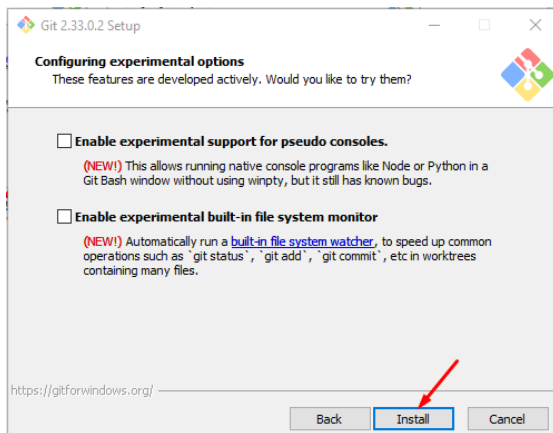 Git 2.33.0.2 Setup
Configuring experimental options
These features are developed actively. Would you like to try them?
Enable experimental support for pseudo consoles.
(NEW!) This allows running native console programs like Node or Python in a
Git Bash window without using winpty, but it still has known bugs.
Enable experimental built-in file system monitor
(NEW!) Automatically run a built-in file system watcher, to speed up common
operations such as `git status`, `git add`, `git commit`, etc in worktrees
containing many files.
https://gitforwindows.org/
Back
Install
Cancel